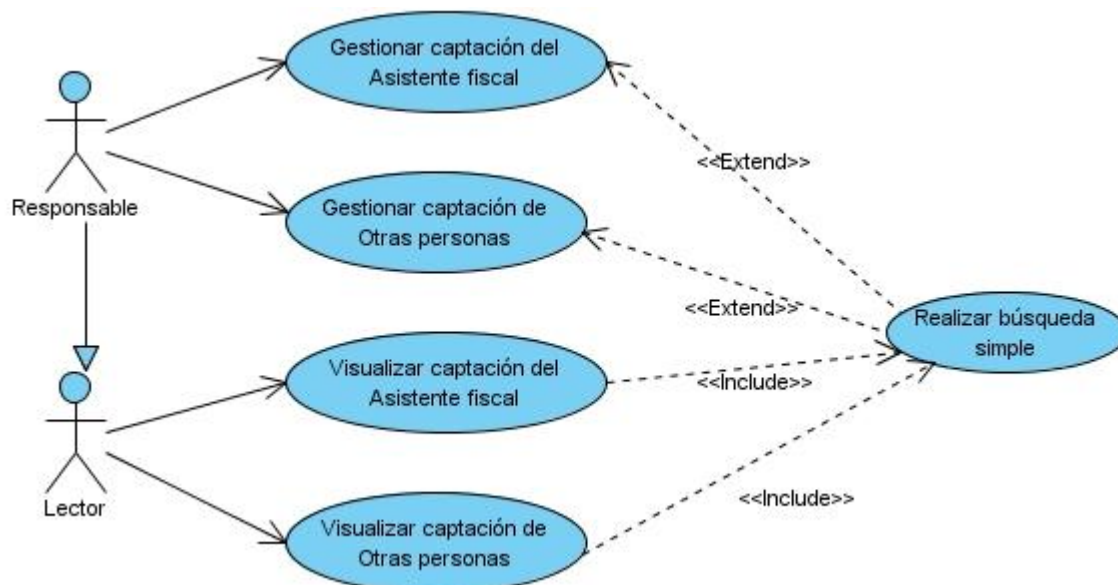 Gestionar captación del
Asistente fiscal
<<Extend>>
Responsable
Gestionar captación de
Otras personas
<<Extend>>
Realizar búsqueda
simple
Visualizar captación del
Asistente fiscal
<<Include>>
Lector
<<Include>>
Visualizar captación de
Otras personas